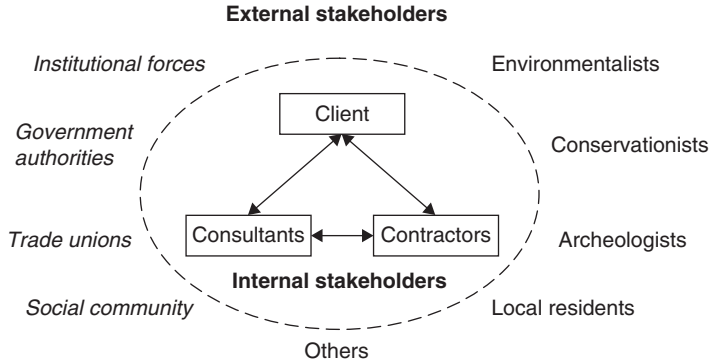 External stakeholders
Institutional forces
Environmentalists
Client
Government
authorities
Conservationists
Trade unions
Consultants
Contractors
Archeologists
Internal stakeholders
Social community
Local residents
Others